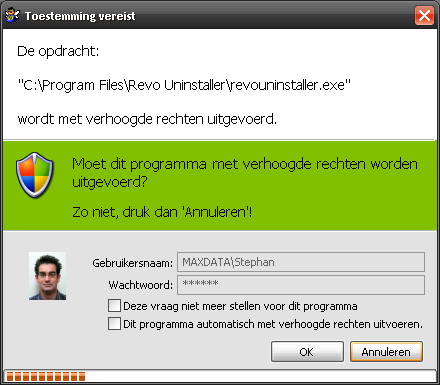 Toestemming vereist
De opdracht:
"C:\Program Files\Revo Uninstaller\revouninstaller.exe"
wordt met verhoogde rechten uitgevoerd.
Moet dit programma met verhoogde rechten worden
uitgevoerd?
Zo niet, druk dan 'Annuleren'!
Gebruikersnaam: MAXDATA\Stephan
Wachtwoord: ******
Deze vraag niet meer stellen voor dit programma
Dit programma automatisch met verhoogde rechten uitvoeren.
OK Annuleren